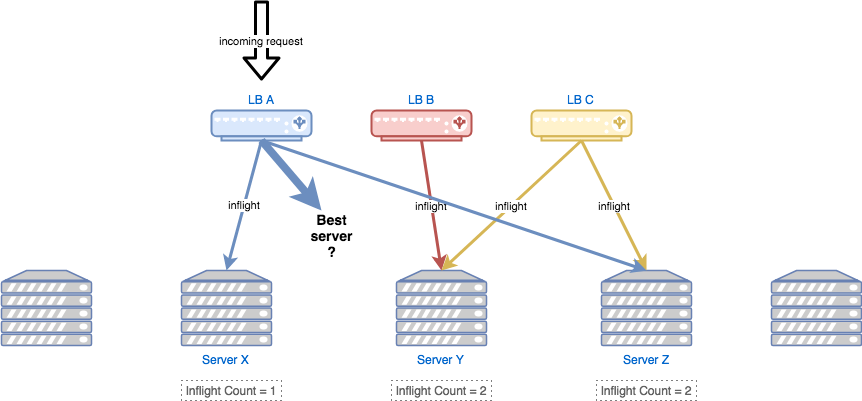 incoming request
LB A
LB B
LB C
inflight
inflight
inflight
inflight
Best
server
?
Server X
Server Y
Server Z
Inflight Count = 1
Inflight Count = 2
Inflight Count = 2